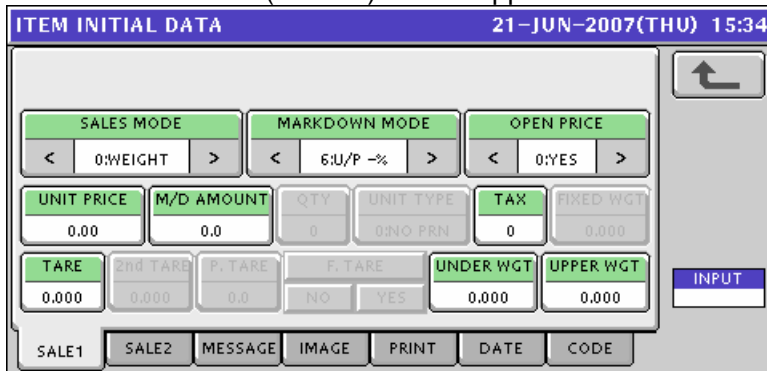 ITEM INITIAL DATA 21-JUN-2007(THU) 15:34
SALES MODE MARKDOWN MODE OPEN PRICE
< 0:WEIGHT > < 6:U/P -% > < 0:YES >
UNIT PRICE M/D AMOUNT QTY UNIT TYPE TAX FIXED WGT
0.00 0.0 0 0:NO PRN 0 0.000
TARE 2nd TARE P. TARE F. TARE UNDER WGT UPPER WGT
0.000 0.000 0.0 NO YES 0.000 0.000
INPUT
SALE1 SALE2 MESSAGE IMAGE PRINT DATE CODE